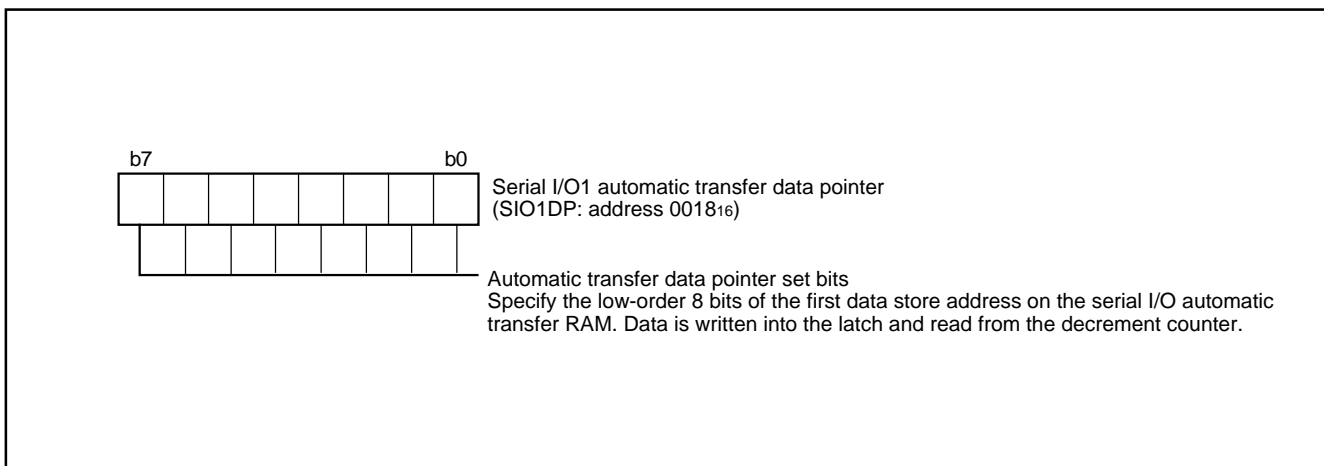 b7 b0
Serial I/O1 automatic transfer data pointer
(SIO1DP: address 001816)
Automatic transfer data pointer set bits
Specify the low-order 8 bits of the first data store address on the serial I/O automatic
transfer RAM. Data is written into the latch and read from the decrement counter.